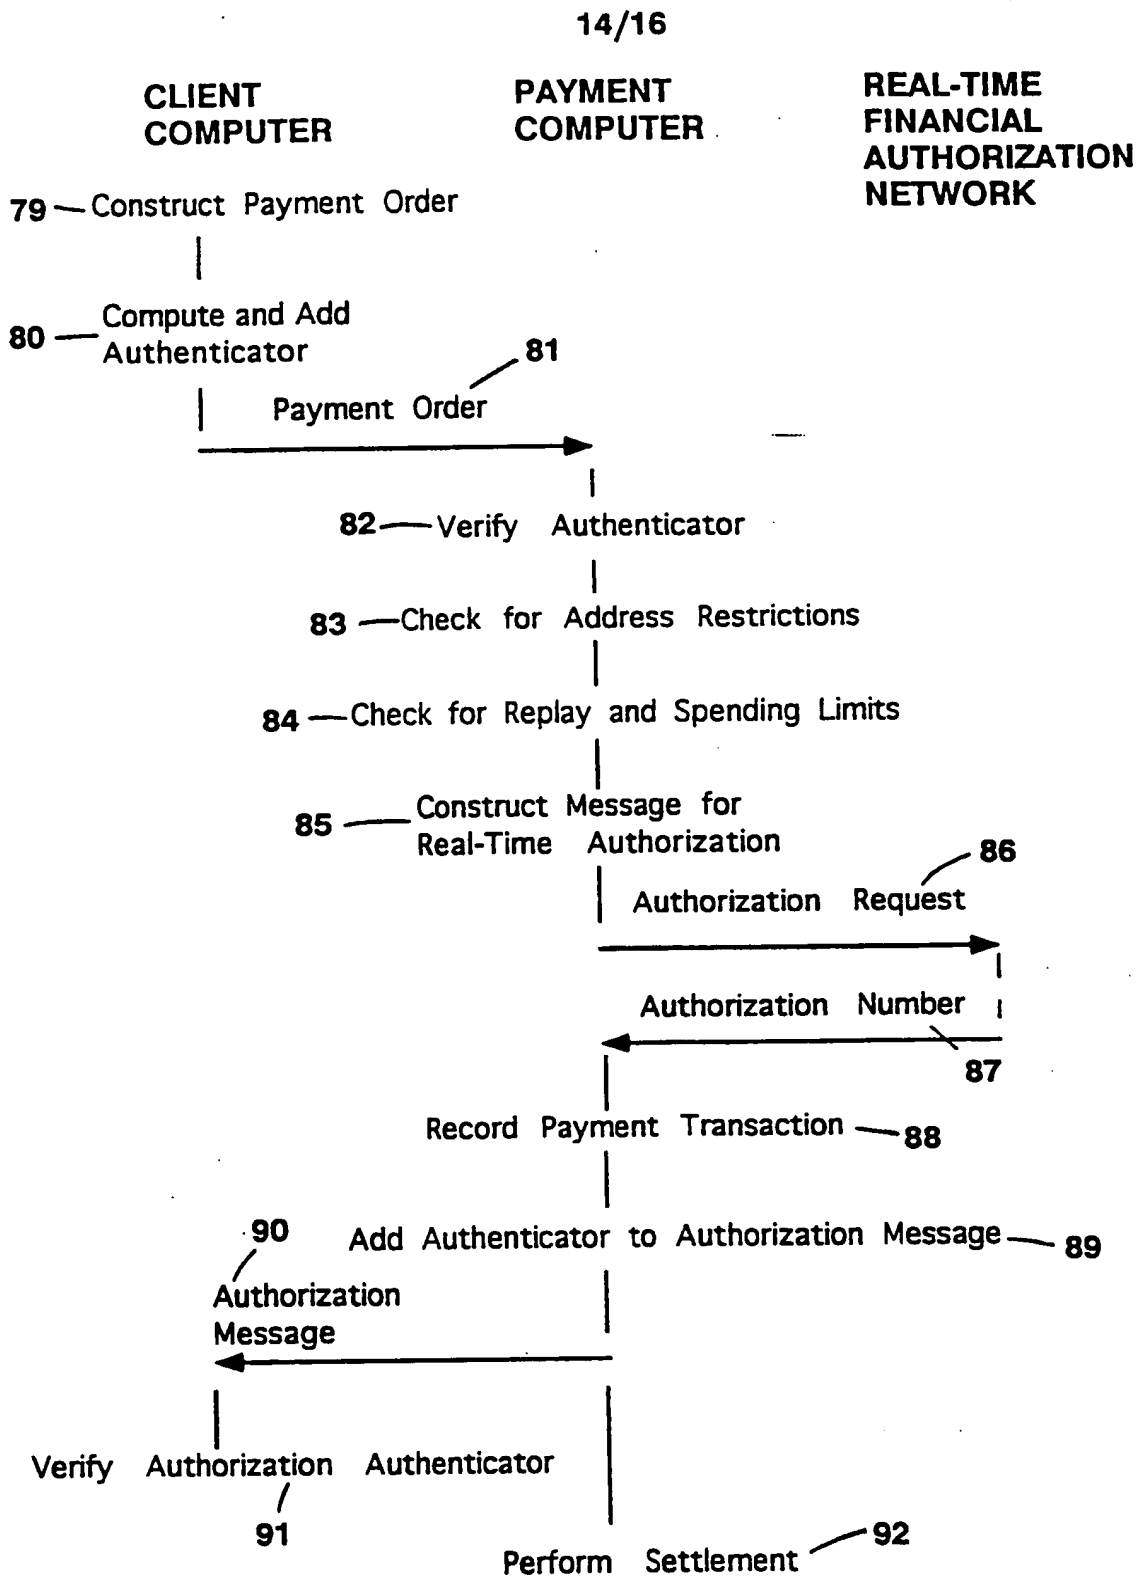 14/16
CLIENT
COMPUTER
PAYMENT
COMPUTER
REAL-TIME
FINANCIAL
AUTHORIZATION
NETWORK
79 Construct Payment Order
80 Compute and Add
Authenticator
81
Payment Order
82 Verify Authenticator
83 Check for Address Restrictions
84 Check for Replay and Spending Limits
85 Construct Message for
Real-Time Authorization
86
Authorization Request
Authorization Number
87
Record Payment Transaction 88
90
Add Authenticator to Authorization Message 89
Authorization
Message
Verify Authorization Authenticator
91
92
Perform Settlement